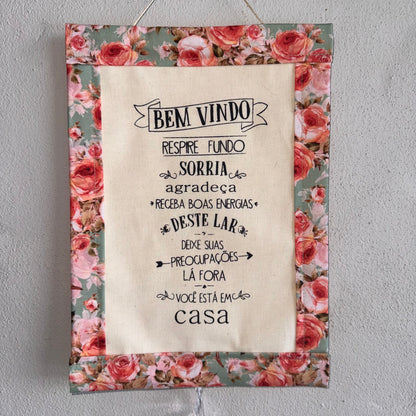 BEM VINDO
RESPIRE FUNDO
SORRIA
agradeça
RECEBA BOAS ENERGIAS
DESTE LAR
DEIXE SUAS
PREOCUPAÇÕES
LÁ FORA
VOCÊ ESTÁ EM
casa